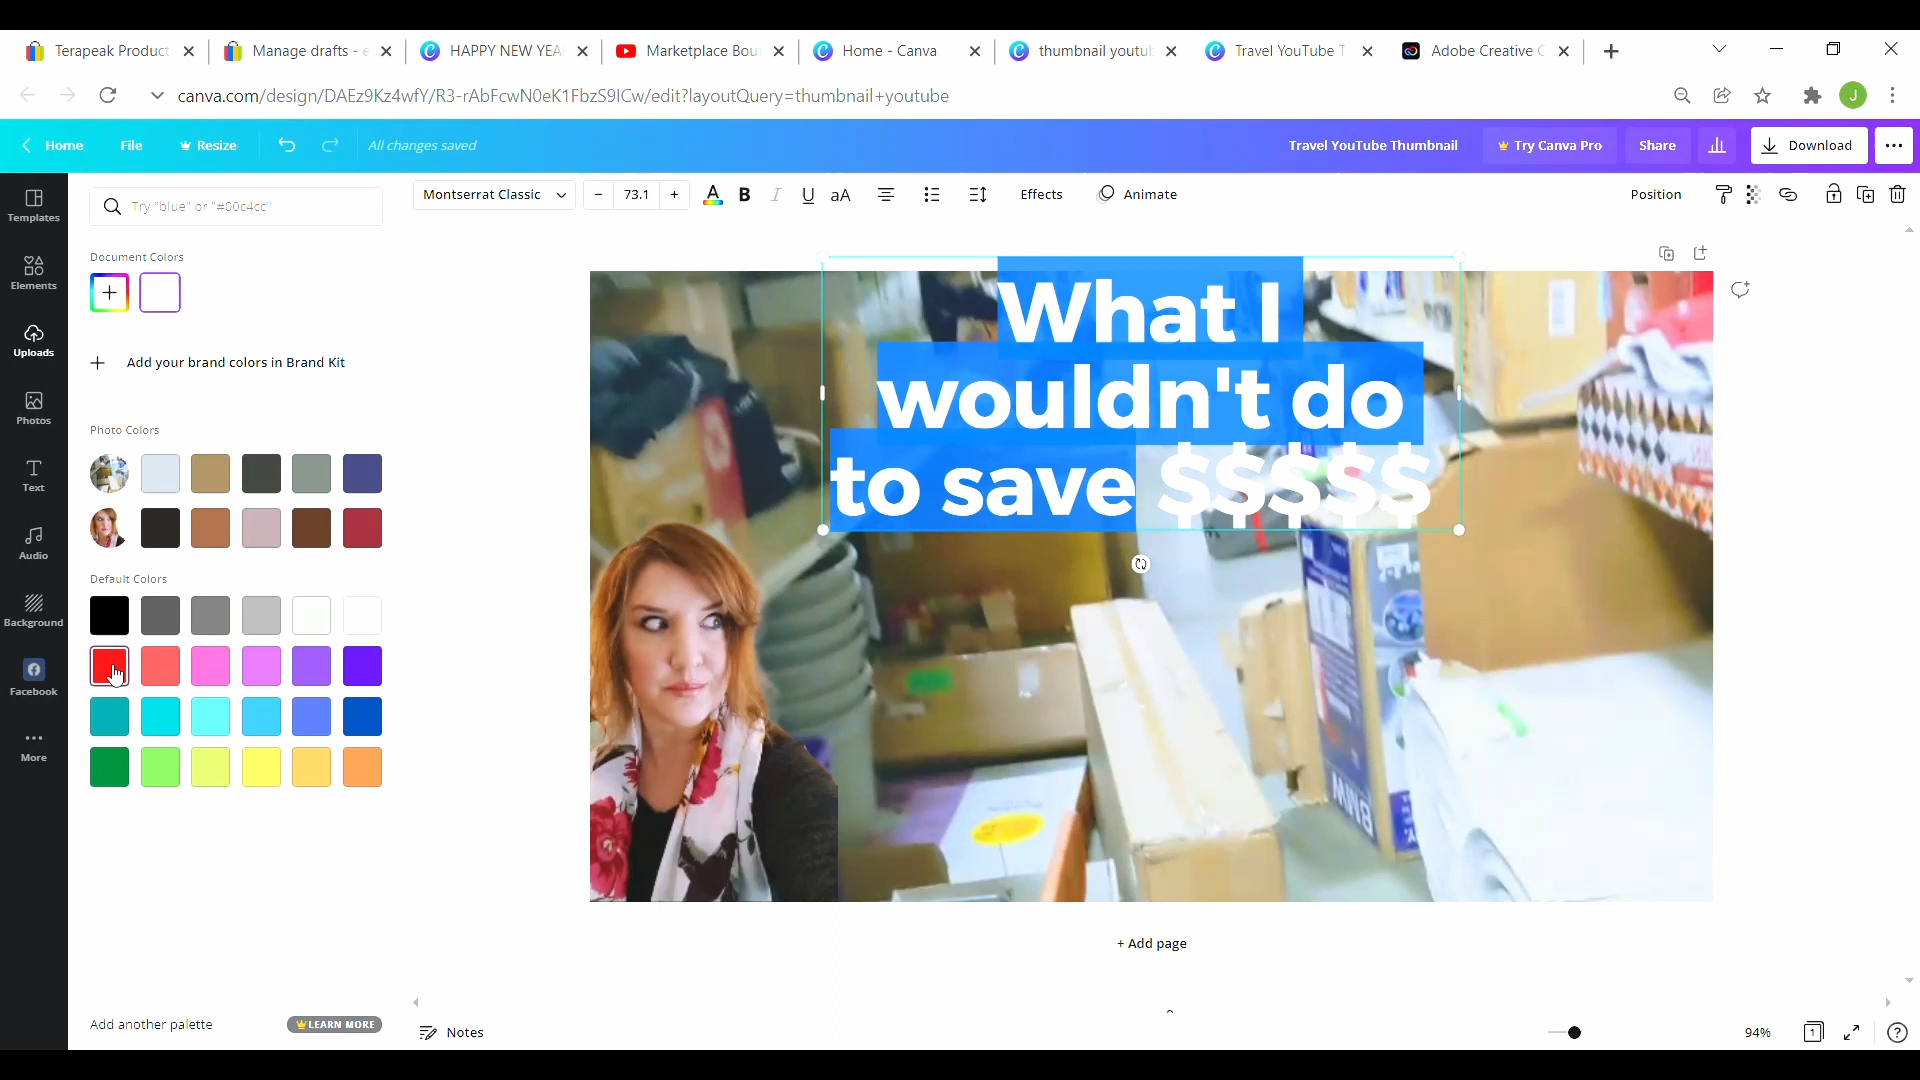 Terapeak Product
Manage drafts - e
HAPPY NEW YEA
Marketplace Bou
Home - Canva
thumbnail youtub
Travel YouTube T
Adobe Creative C
canva.com/design/DAEz9Kz4wfY/R3-rAbFcwN0eK1FbzS9ICw/edit?layoutQuery=thumbnail+youtube
J
Home
File
Resize
All changes saved
Travel YouTube Thumbnail
Try Canva Pro
Share
Download
Templates
Elements
Uploads
Photos
Text
Audio
Background
Facebook
More
Try "blue" or "#00c4cc"
Document Colors
Add your brand colors in Brand Kit
Photo Colors
Default Colors
Add another palette
LEARN MORE
Montserrat Classic
– 73.1 +
A B I U aA
Effects
Animate
Position
What I
wouldn't do
to save $$$$$
BMW
+ Add page
Notes
94%
1
?